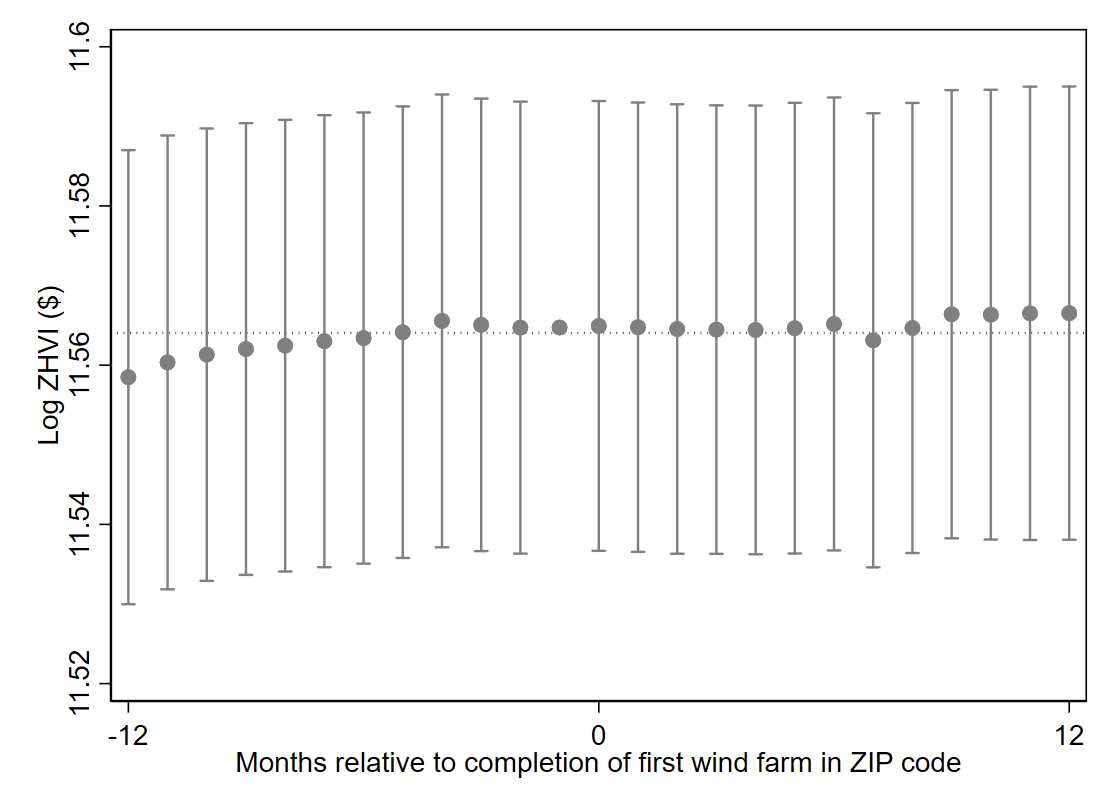 Log ZHVI ($)
11.6
11.58
11.56
11.54
11.52
-12 0 12
Months relative to completion of first wind farm in ZIP code